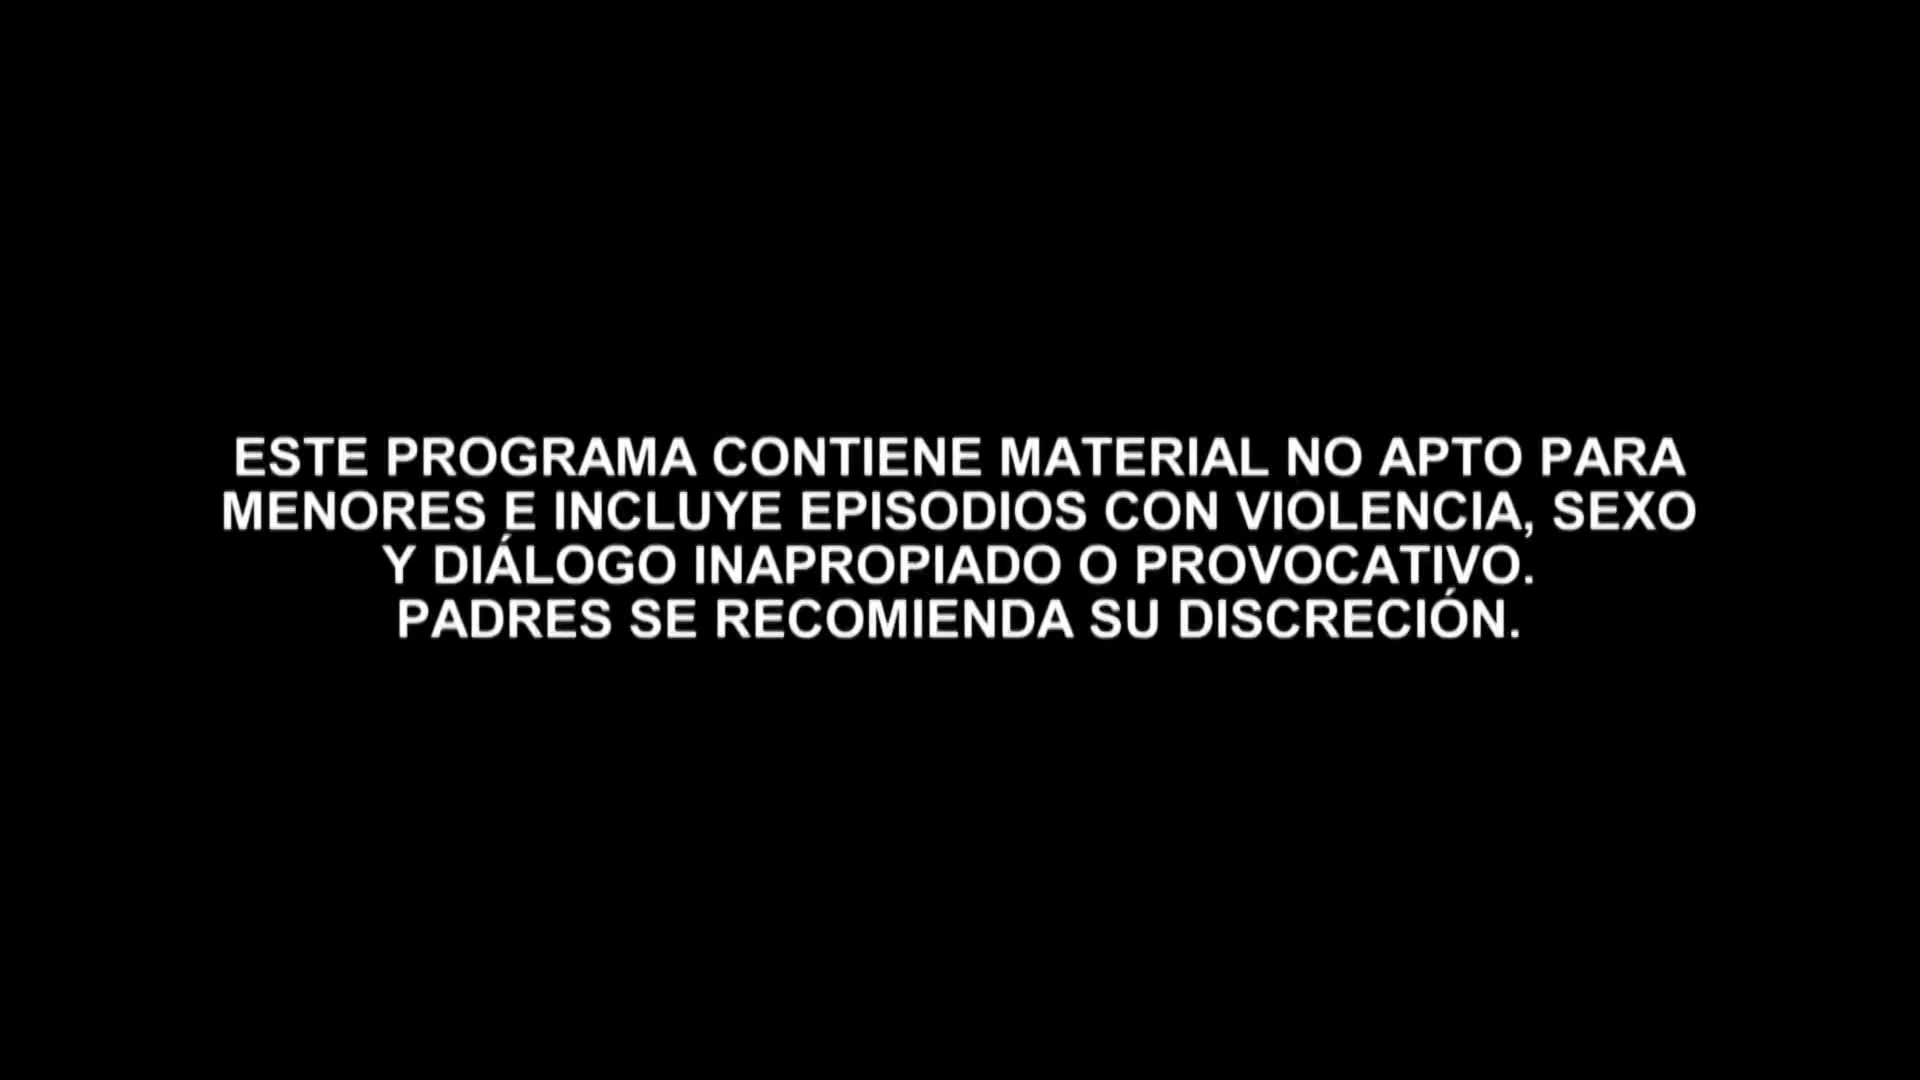 ESTE PROGRAMA CONTIENE MATERIAL NO APTO PARA
MENORES E INCLUYE EPISODIOS CON VIOLENCIA, SEXO
Y DIÁLOGO INAPROPIADO O PROVOCATIVO.
PADRES SE RECOMIENDA SU DISCRECIÓN.